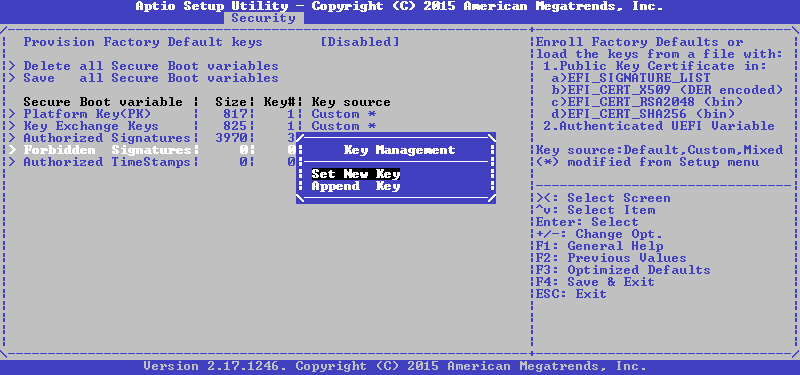 Aptio Setup Utility - Copyright (C) 2015 American Megatrends, Inc.
Security
Provision Factory Default keys [Disabled]
> Delete all Secure Boot variables
> Save all Secure Boot variables
Secure Boot variable | Size| Key#| Key source
> Platform Key(PK) | 817| 1| Custom *
> Key Exchange Keys | 825| 1| Custom *
> Authorized Signatures| 3970| 3
> Forbidden Signatures| 0| 0
> Authorized TimeStamps| 0| 0
Key Management
Set New Key
Append Key
Enroll Factory Defaults or
load the keys from a file with:
1.Public Key Certificate in:
a)EFI_SIGNATURE_LIST
b)EFI_CERT_X509 (DER encoded)
c)EFI_CERT_RSA2048 (bin)
d)EFI_CERT_SHA256 (bin)
2.Authenticated UEFI Variable
Key source:Default,Custom,Mixed
(*) modified from Setup menu
><: Select Screen
^v: Select Item
Enter: Select
+/-: Change Opt.
F1: General Help
F2: Previous Values
F3: Optimized Defaults
F4: Save & Exit
ESC: Exit
Version 2.17.1246. Copyright (C) 2015 American Megatrends, Inc.